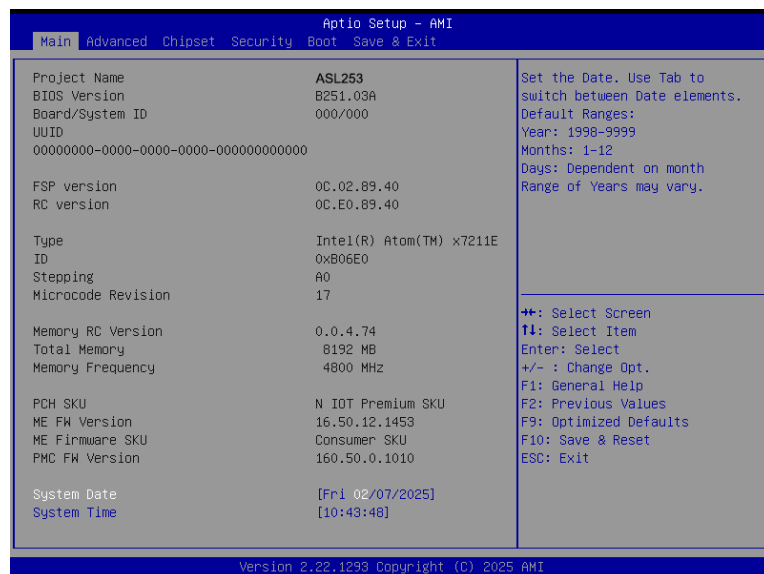 Aptio Setup – AMI
Main Advanced Chipset Security Boot Save & Exit
Project Name ASL253
BIOS Version B251.03A
Board/System ID 000/000
UUID
00000000-0000-0000-0000-000000000000
FSP version 0C.02.89.40
RC version 0C.E0.89.40
Type Intel(R) Atom(TM) x7211E
ID 0xB06E0
Stepping A0
Microcode Revision 17
Memory RC Version 0.0.4.74
Total Memory 8192 MB
Memory Frequency 4800 MHz
PCH SKU N IOT Premium SKU
ME FW Version 16.50.12.1453
ME Firmware SKU Consumer SKU
PMC FW Version 160.50.0.1010
System Date [Fri 02/07/2025]
System Time [10:43:48]
Set the Date. Use Tab to
switch between Date elements.
Default Ranges:
Year: 1998-9999
Months: 1-12
Days: Dependent on month
Range of Years may vary.
→←: Select Screen
↑↓: Select Item
Enter: Select
+/- : Change Opt.
F1: General Help
F2: Previous Values
F9: Optimized Defaults
F10: Save & Reset
ESC: Exit
Version 2.22.1293 Copyright (C) 2025 AMI